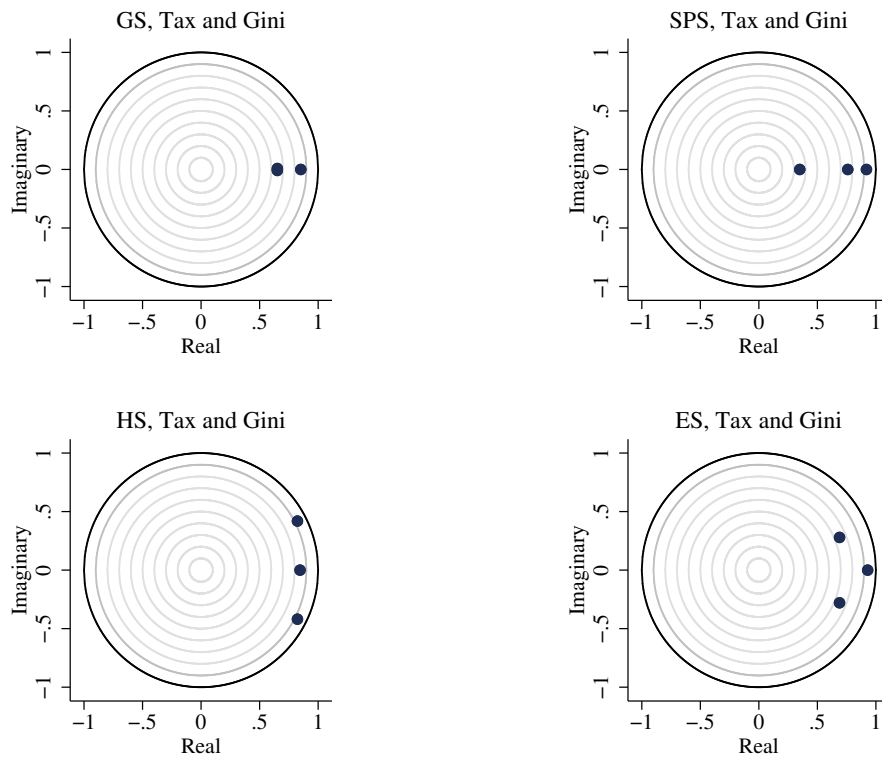 GS, Tax and Gini
Imaginary
1
.5
0
−.5
−1
−1 −.5 0 .5 1
Real
SPS, Tax and Gini
Imaginary
1
.5
0
−.5
−1
−1 −.5 0 .5 1
Real
HS, Tax and Gini
Imaginary
1
.5
0
−.5
−1
−1 −.5 0 .5 1
Real
ES, Tax and Gini
Imaginary
1
.5
0
−.5
−1
−1 −.5 0 .5 1
Real